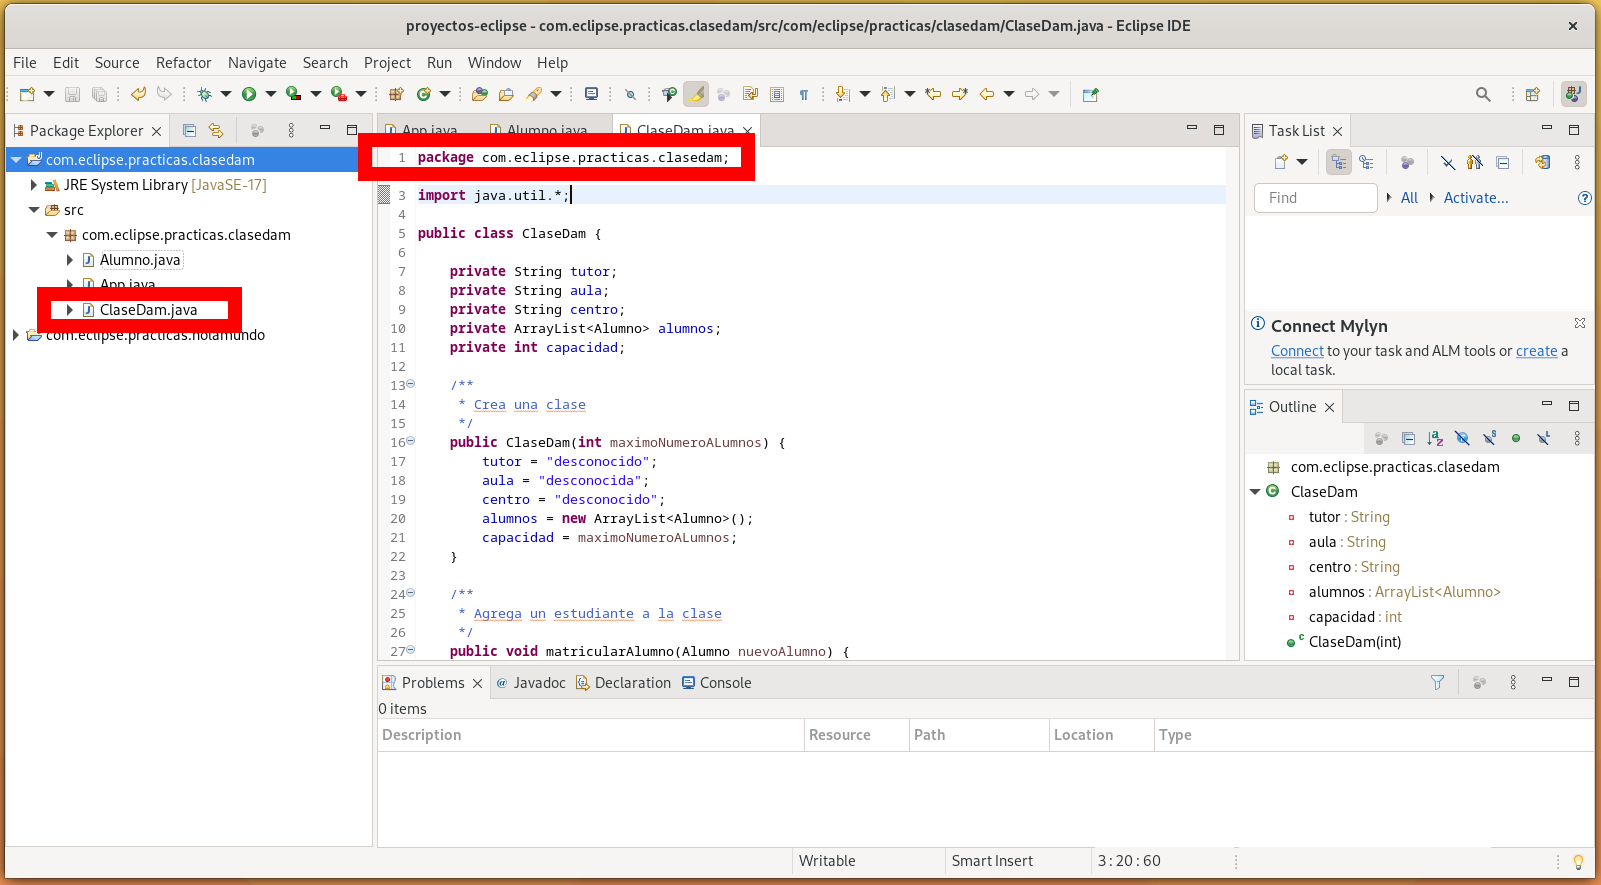 proyectos-eclipse - com.eclipse.practicas.clasedam/src/com/eclipse/practicas/clasedam/ClaseDam.java - Eclipse IDE
File Edit Source Refactor Navigate Search Project Run Window Help
Package Explorer
com.eclipse.practicas.clasedam
JRE System Library [JavaSE-17]
src
com.eclipse.practicas.clasedam
Alumno.java
App.java
ClaseDam.java
com.eclipse.practicas.holamundo
App.java Alumno.java ClaseDam.java
1 package com.eclipse.practicas.clasedam;
3 import java.util.*;
4
5 public class ClaseDam {
6
7 private String tutor;
8 private String aula;
9 private String centro;
10 private ArrayList<Alumno> alumnos;
11 private int capacidad;
12
13 /**
14 * Crea una clase
15 */
16 public ClaseDam(int maximoNumeroALumnos) {
17 tutor = "desconocido";
18 aula = "desconocida";
19 centro = "desconocido";
20 alumnos = new ArrayList<Alumno>();
21 capacidad = maximoNumeroALumnos;
22 }
23
24 /**
25 * Agrega un estudiante a la clase
26 */
27 public void matricularAlumno(Alumno nuevoAlumno) {
Task List
Find All Activate...
Connect Mylyn
Connect to your task and ALM tools or create a
local task.
Outline
com.eclipse.practicas.clasedam
ClaseDam
tutor : String
aula : String
centro : String
alumnos : ArrayList<Alumno>
capacidad : int
ClaseDam(int)
Problems Javadoc Declaration Console
0 items
Description Resource Path Location Type
Writable Smart Insert 3 : 20 : 60